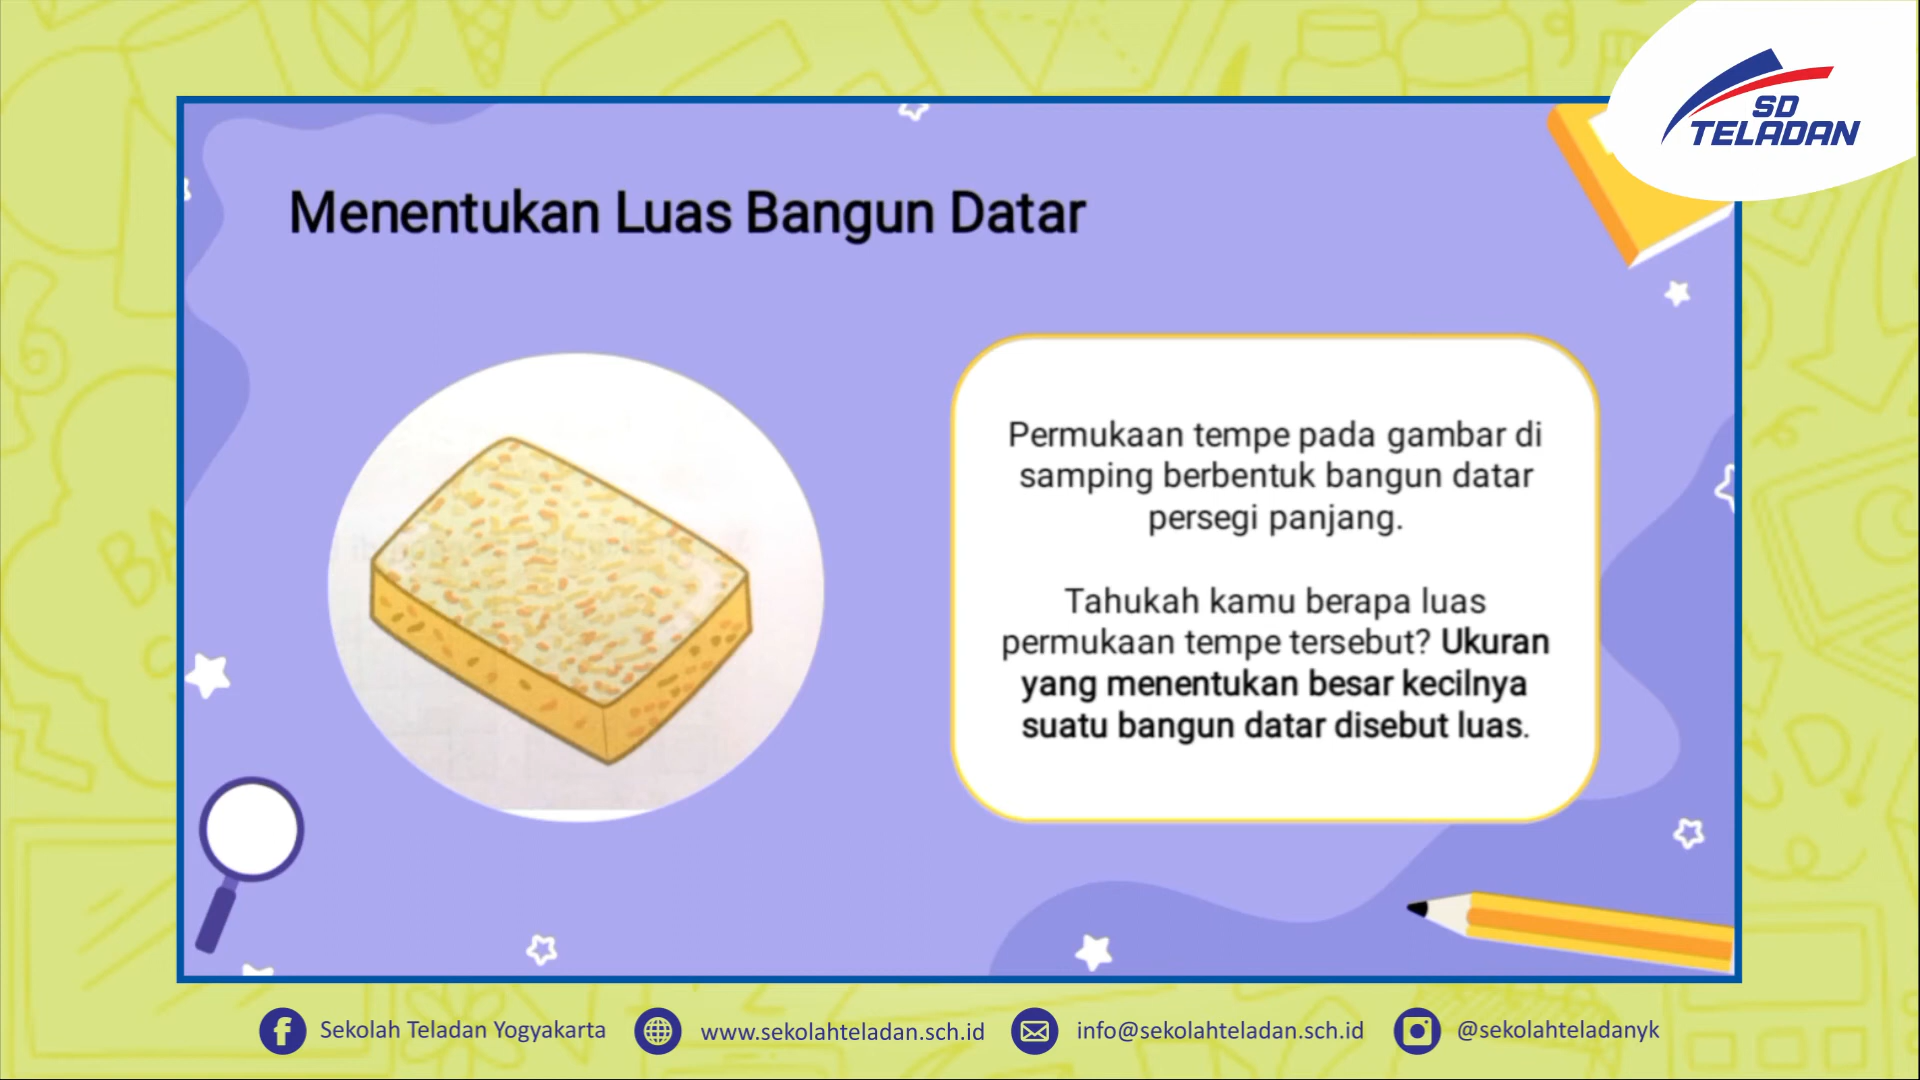 SD
TELADAN
Menentukan Luas Bangun Datar
Permukaan tempe pada gambar di
samping berbentuk bangun datar
persegi panjang.
Tahukah kamu berapa luas
permukaan tempe tersebut? Ukuran
yang menentukan besar kecilnya
suatu bangun datar disebut luas.
Sekolah Teladan Yogyakarta
www.sekolahteladan.sch.id
info@sekolahteladan.sch.id
@sekolahteladanyk